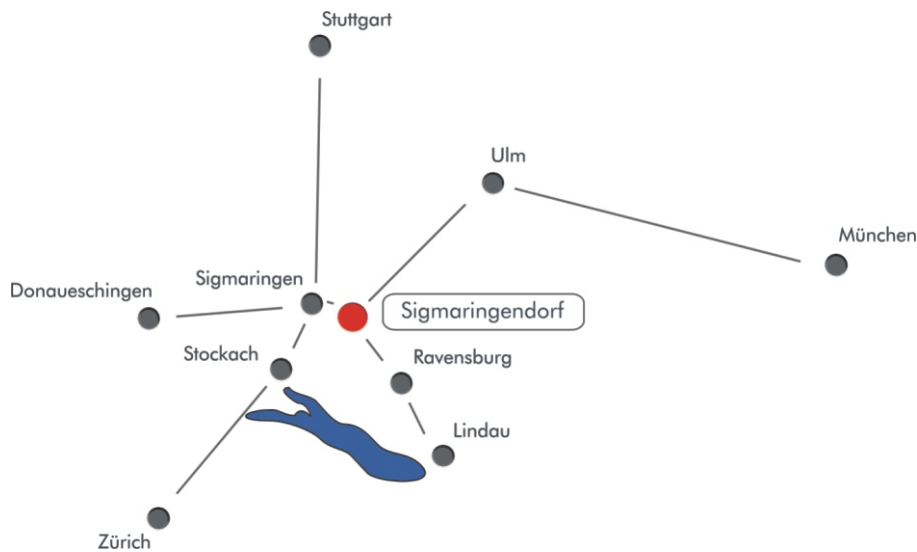 Stuttgart
Ulm
München
Sigmaringen
Donaueschingen
Sigmaringendorf
Stockach
Ravensburg
Lindau
Zürich